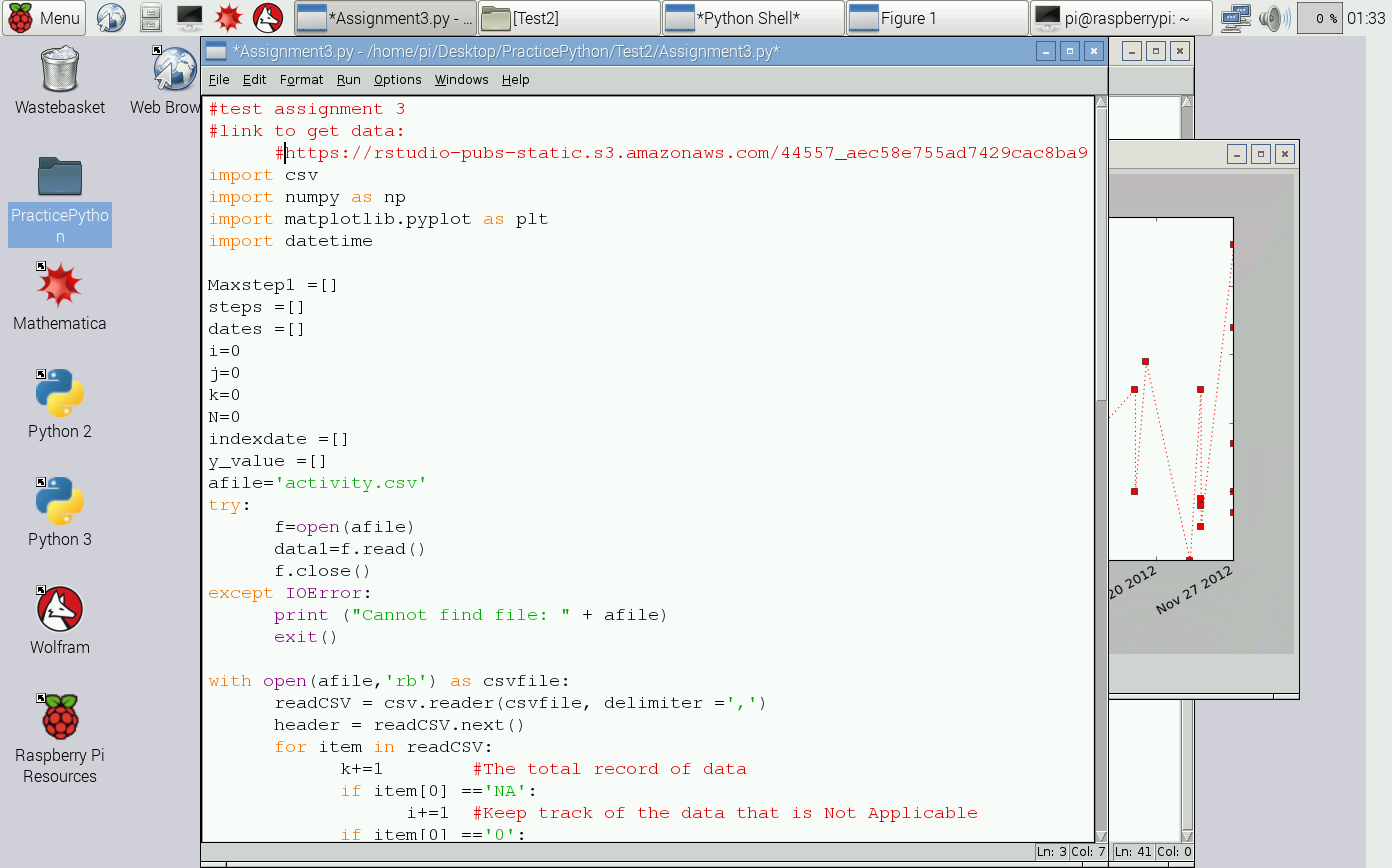 Menu
*Assignment3.py - ...
[Test2]
*Python Shell*
Figure 1
pi@raspberrypi: ~
0 %
01:33
Wastebasket
Web Brow
PracticePytho
n
Mathematica
Python 2
Python 3
Wolfram
Raspberry Pi
Resources
*Assignment3.py - /home/pi/Desktop/PracticePython/Test2/Assignment3.py*
File Edit Format Run Options Windows Help
#test assignment 3
#link to get data:
#https://rstudio-pubs-static.s3.amazonaws.com/44557_aec58e755ad7429cac8ba9
import csv
import numpy as np
import matplotlib.pyplot as plt
import datetime
Maxstep1 =[]
steps =[]
dates =[]
i=0
j=0
k=0
N=0
indexdate =[]
y_value =[]
afile='activity.csv'
try:
f=open(afile)
data1=f.read()
f.close()
except IOError:
print ("Cannot find file: " + afile)
exit()
with open(afile,'rb') as csvfile:
readCSV = csv.reader(csvfile, delimiter =',')
header = readCSV.next()
for item in readCSV:
k+=1 #The total record of data
if item[0] =='NA':
i+=1 #Keep track of the data that is Not Applicable
if item[0] =='0':
Ln: 3 Col: 7
Ln: 41 Col: 0
20 2012
Nov 27 2012